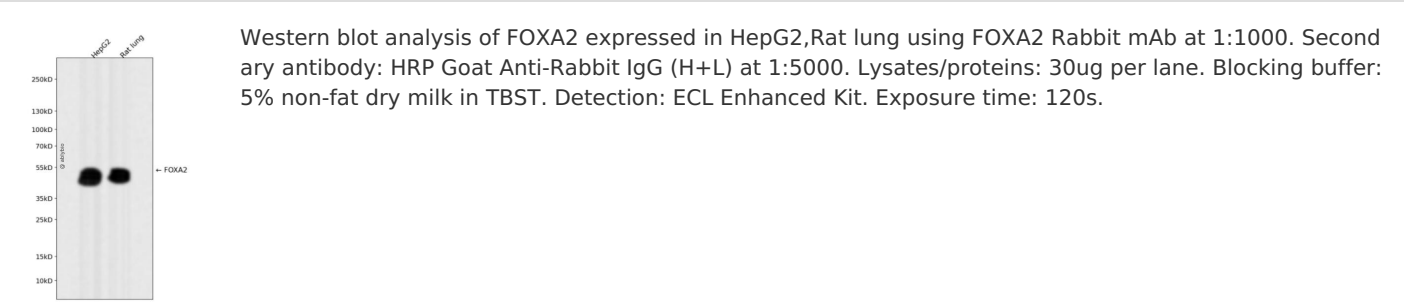 HepG2
Rat lung
Western blot analysis of FOXA2 expressed in HepG2,Rat lung using FOXA2 Rabbit mAb at 1:1000. Second
ary antibody: HRP Goat Anti-Rabbit IgG (H+L) at 1:5000. Lysates/proteins: 30ug per lane. Blocking buffer:
5% non-fat dry milk in TBST. Detection: ECL Enhanced Kit. Exposure time: 120s.
250kD
130kD
100kD
70kD
55kD
← FOXA2
35kD
25kD
15kD
10kD